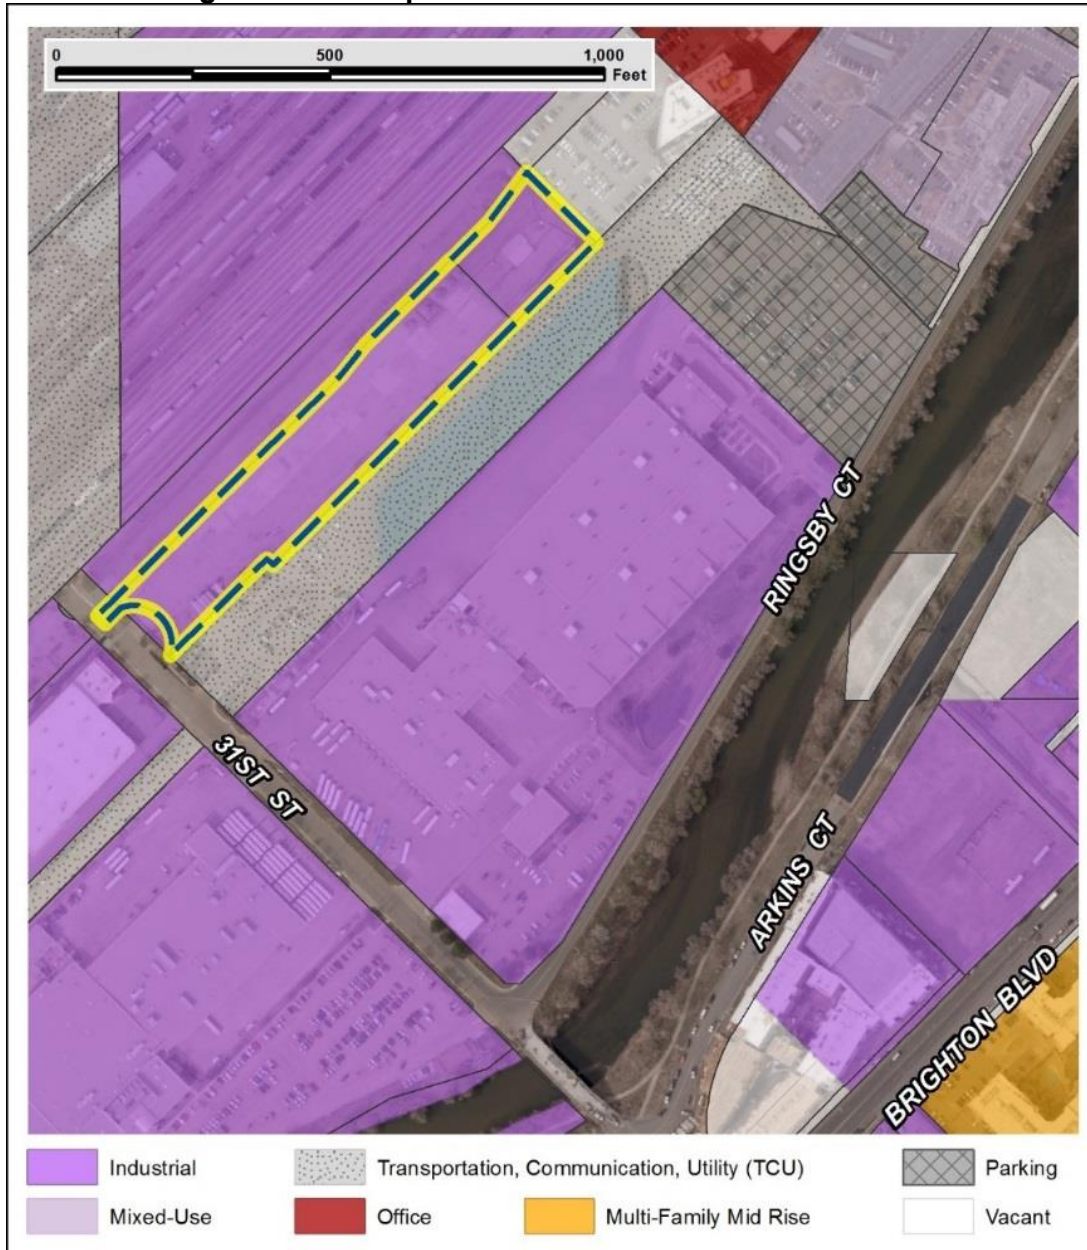 0 500 1,000
Feet
RINGSBY CT
31ST ST
ARKINS CT
BRIGHTON BLVD
Industrial Transportation, Communication, Utility (TCU) Parking
Mixed-Use Office Multi-Family Mid Rise Vacant